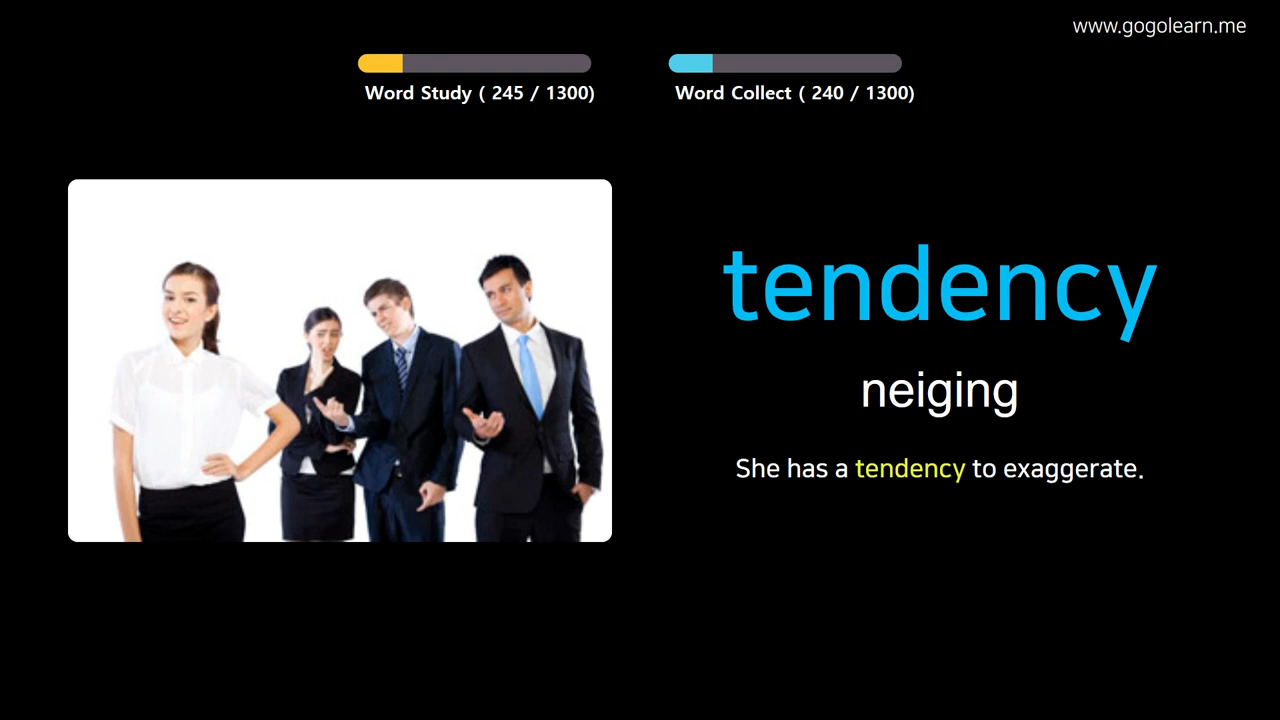 www.gogolearn.me
Word Study ( 245 / 1300)
Word Collect ( 240 / 1300)
tendency
neiging
She has a tendency to exaggerate.